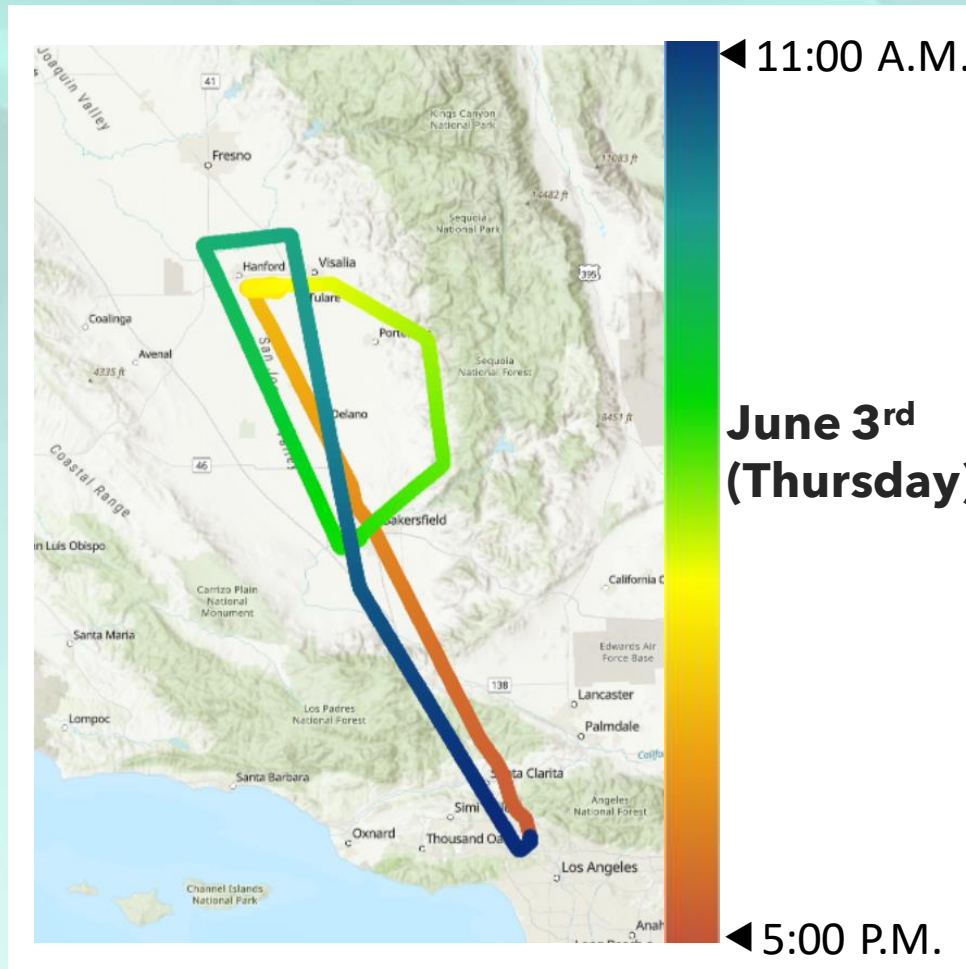 11:00 A.M.
June 3rd
(Thursday)
5:00 P.M.
Joaquin Valley
41
Kings Canyon
National Park
Fresno
11083 ft
14482 ft
Sequoia
National Park
Hanford
Visalia
395
Tulare
Coalinga
Avenal
4335 ft
Sequoia
National Forest
San
Valley
Delano
8451 ft
Coastal Range
46
akersfield
n Luis Obispo
California C
Carrizo Plain
National
Monument
Santa Maria
Edwards Air
Force Base
138
Lancaster
Los Padres
National Forest
Palmdale
Lompoc
Santa Barbara
Santa Clarita
Simi
Angeles
National Forest
Oxnard
Thousand Oa
Los Angeles
Channel Islands
National Park
Anah